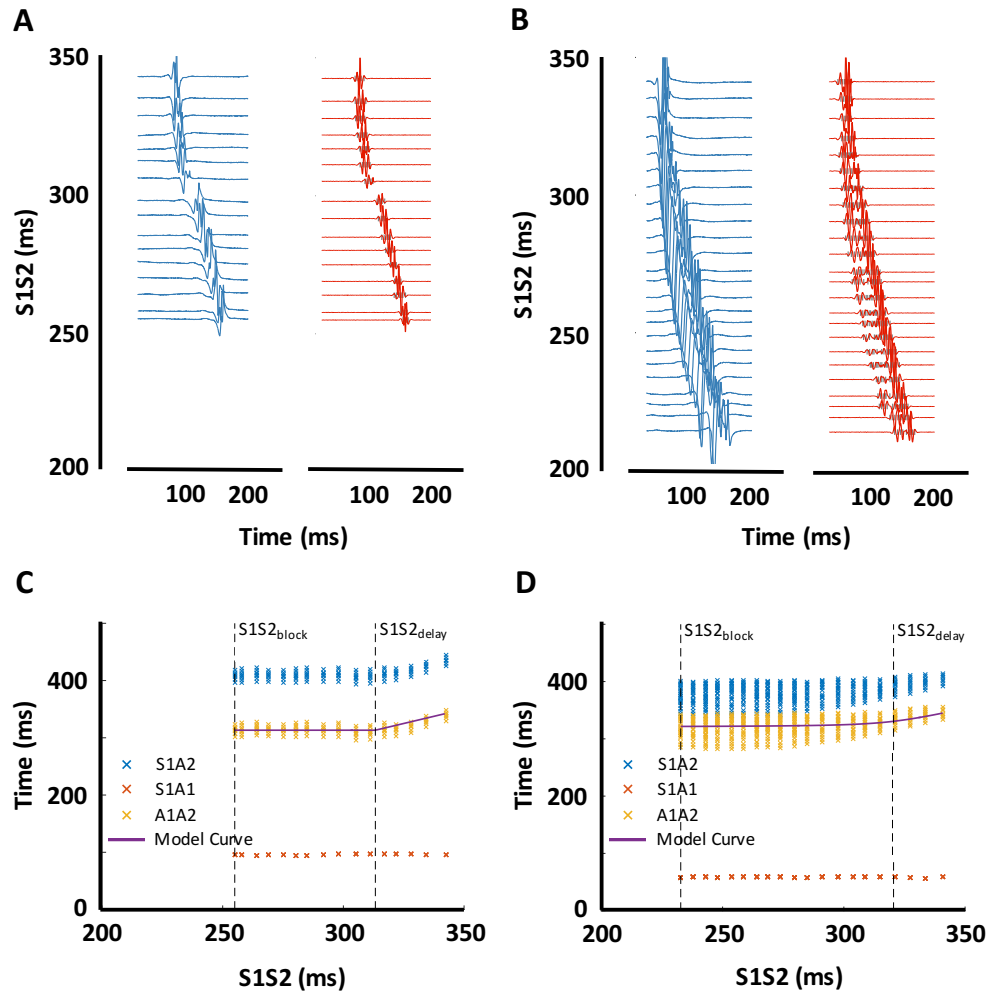 A
B
350
300
250
200
S1S2 (ms)
100 200
100 200
Time (ms)
350
300
250
200
S1S2 (ms)
100 200
100 200
Time (ms)
C
D
S1S2block
S1S2delay
400
200
0
Time (ms)
S1A2
S1A1
A1A2
Model Curve
200 250 300 350
S1S2 (ms)
S1S2block
S1S2delay
400
200
0
Time (ms)
S1A2
S1A1
A1A2
Model Curve
200 250 300 350
S1S2 (ms)